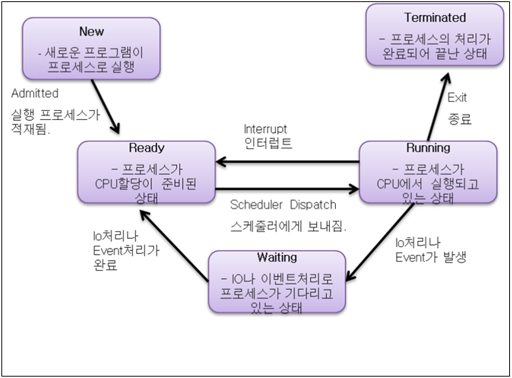 New
- 새로운 프로그램이
프로세스로 실행
Terminated
- 프로세스의 처리가
완료되어 끝난 상태
Admitted
실행 프로세스가
적재됨.
Exit
종료
Interrupt
인터럽트
Ready
- 프로세스가
CPU할당이 준비된
상태
Running
- 프로세스가
CPU에서 실행되고
있는 상태
Scheduler Dispatch
스케줄러에게 보내짐.
Io처리나
Event처리가
완료
Waiting
- IO나 이벤트처리로
프로세스가 기다리고
있는 상태
Io처리나
Event가 발생